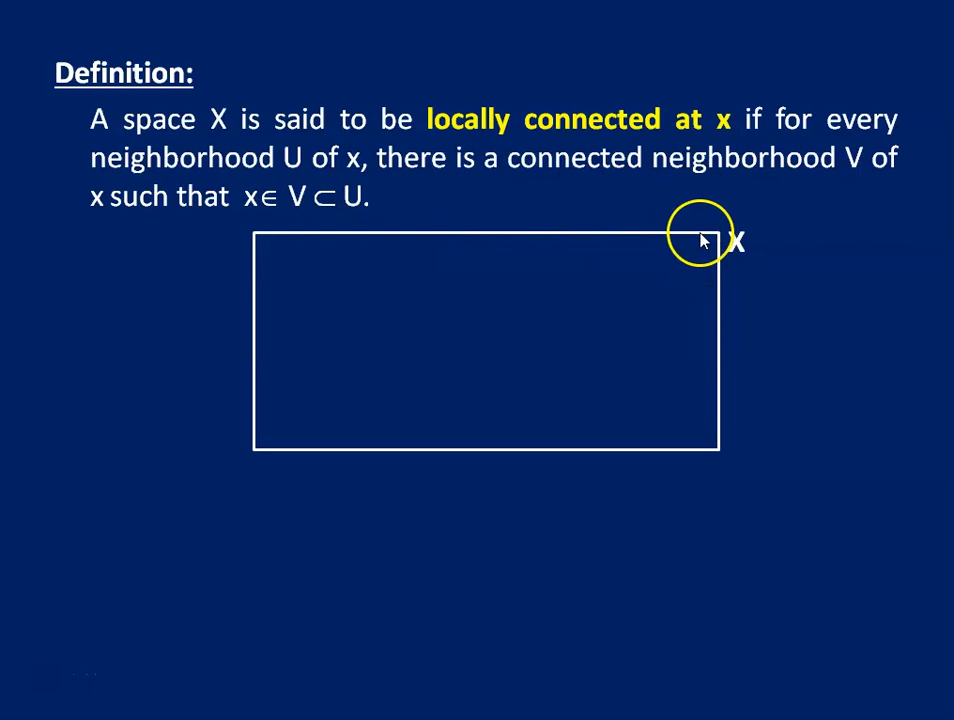 Definition:
A space X is said to be locally connected at x if for every
neighborhood U of x, there is a connected neighborhood V of
x such that x∈ V ⊂ U.
X